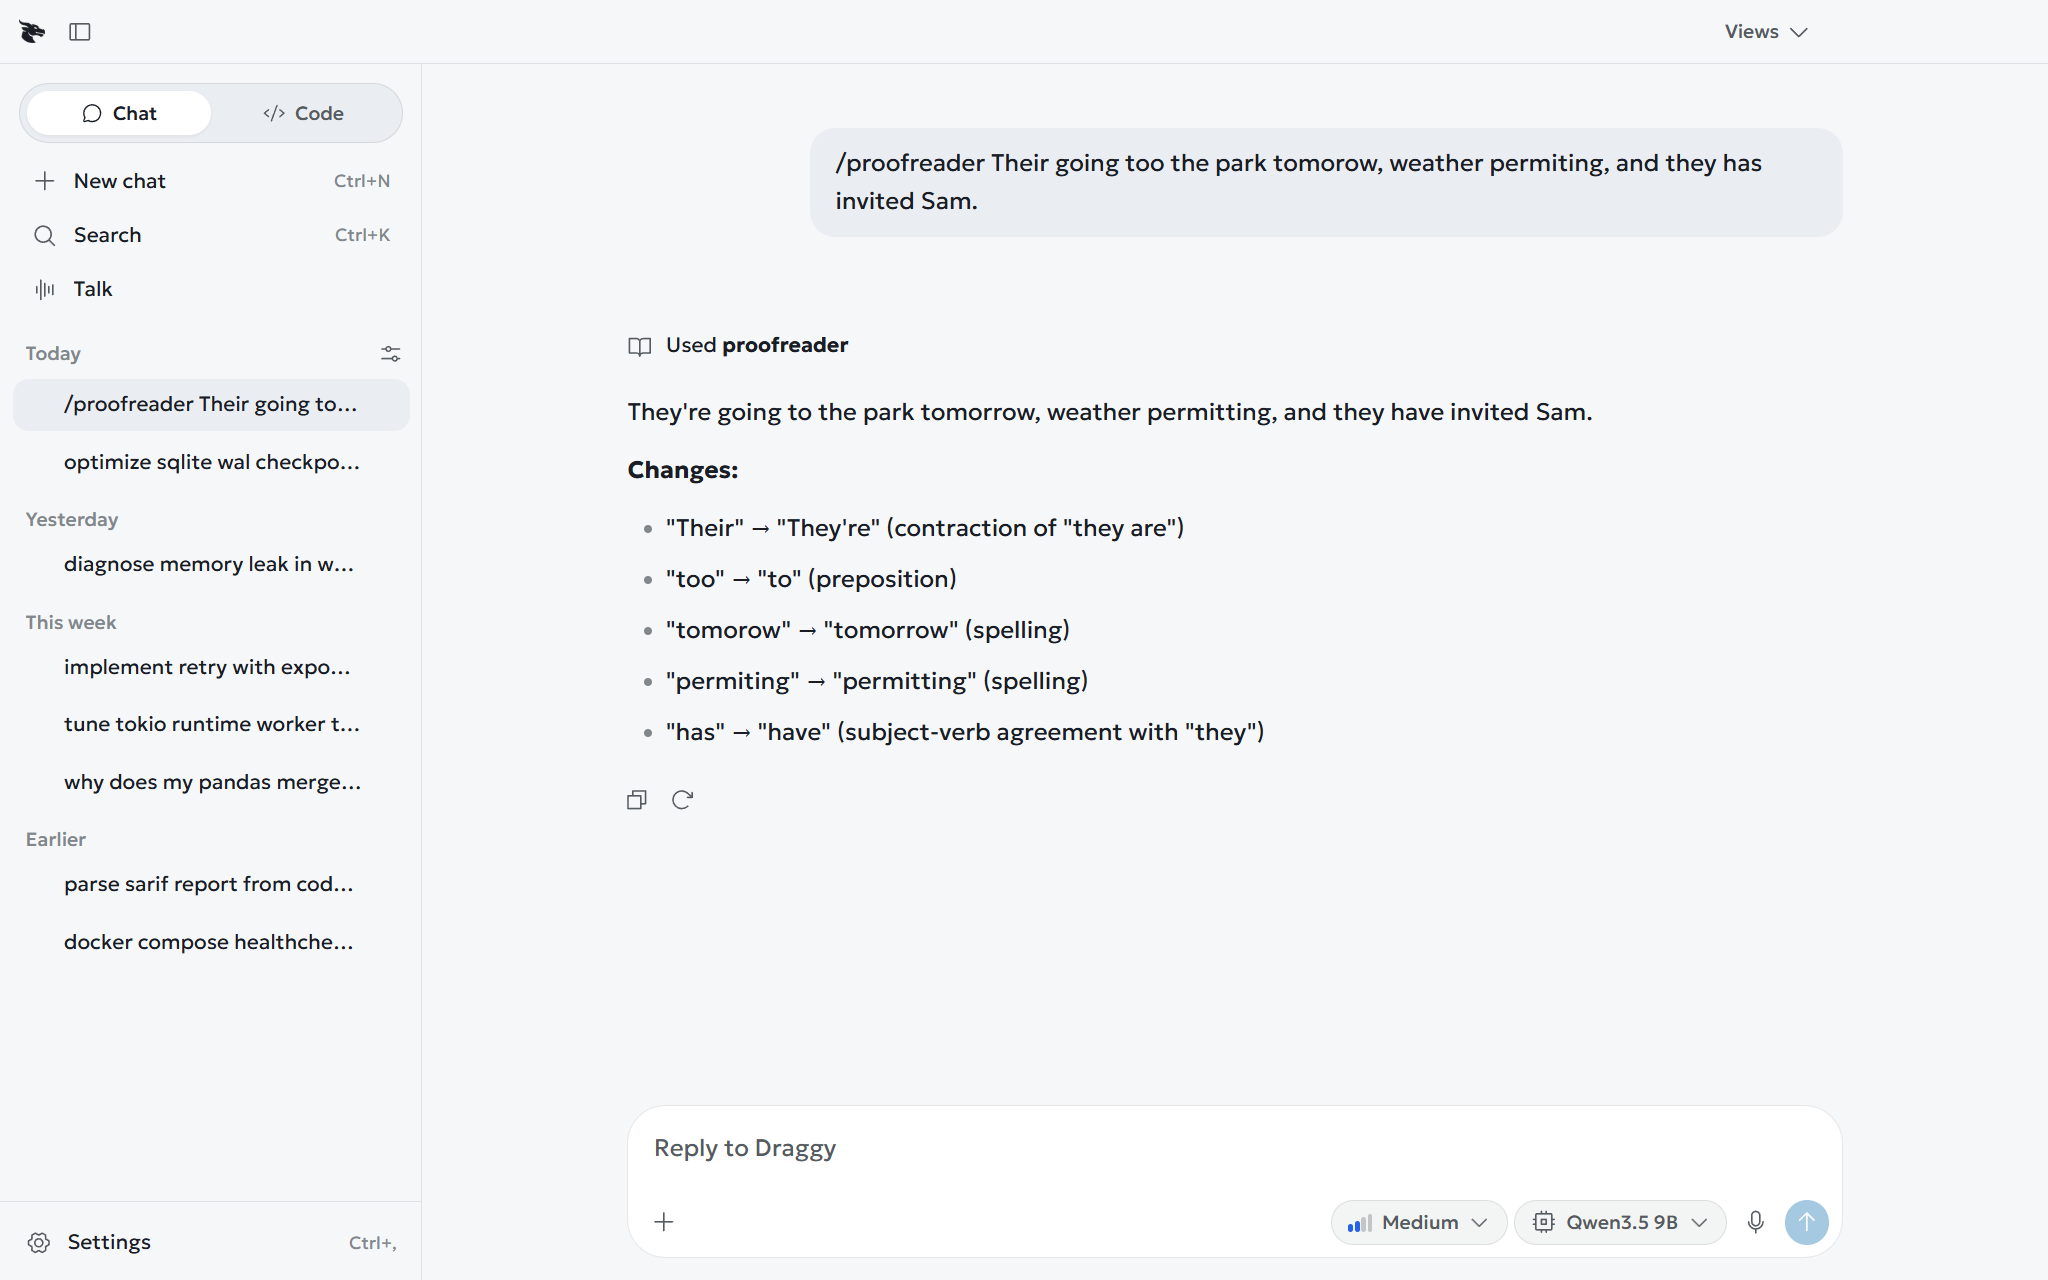 Views
Chat
</> Code
New chat Ctrl+N
Search Ctrl+K
Talk
Today
/proofreader Their going to...
optimize sqlite wal checkpo...
Yesterday
diagnose memory leak in w...
This week
implement retry with expo...
tune tokio runtime worker t...
why does my pandas merge...
Earlier
parse sarif report from cod...
docker compose healthche...
Settings Ctrl+,
/proofreader Their going too the park tomorow, weather permiting, and they has
invited Sam.
Used proofreader
They're going to the park tomorrow, weather permitting, and they have invited Sam.
Changes:
• "Their" → "They're" (contraction of "they are")
• "too" → "to" (preposition)
• "tomorow" → "tomorrow" (spelling)
• "permiting" → "permitting" (spelling)
• "has" → "have" (subject-verb agreement with "they")
Reply to Draggy
Medium
Qwen3.5 9B